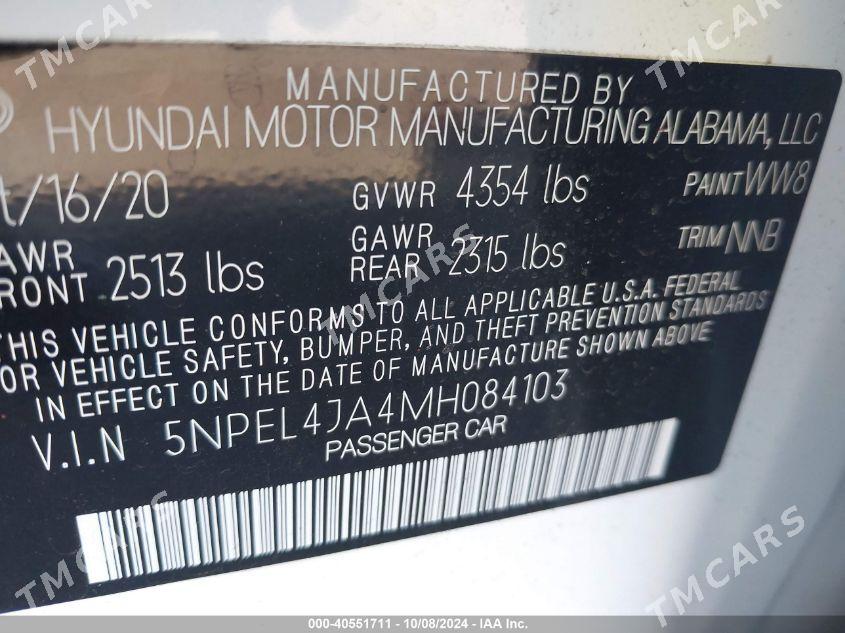 MANUFACTURED BY
HYUNDAI MOTOR MANUFACTURING ALABAMA, LLC
/16/20 GVWR 4354 lbs PAINT WW8
AWR RONT 2513 lbs GAWR REAR 2315 lbs TRIM NNB
THIS VEHICLE CONFORMS TO ALL APPLICABLE U.S.A. FEDERAL
OR VEHICLE SAFETY, BUMPER, AND THEFT PREVENTION STANDARDS
IN EFFECT ON THE DATE OF MANUFACTURE SHOWN ABOVE
V.I.N 5NPEL4JA4MH084103
PASSENGER CAR
000-40551711 - 10/08/2024 - IAA Inc.
TMCARS
TMCARS
TMCARS
TMCARS
TMCARS
TMCARS